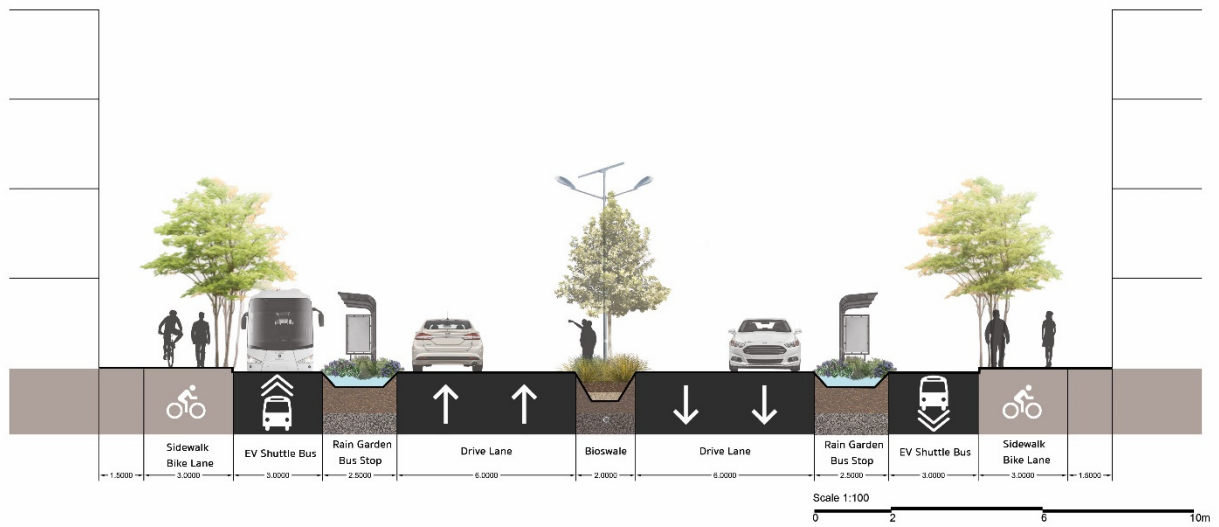 Sidewalk
Bike Lane
EV Shuttle Bus
Rain Garden
Bus Stop
Drive Lane
Bioswale
Drive Lane
Rain Garden
Bus Stop
EV Shuttle Bus
Sidewalk
Bike Lane
1.5000 3.0000 3.0000 2.5000 6.0000 2.0000 6.0000 2.5000 3.0000 3.0000 1.5000
Scale 1:100
0 2 6 10m